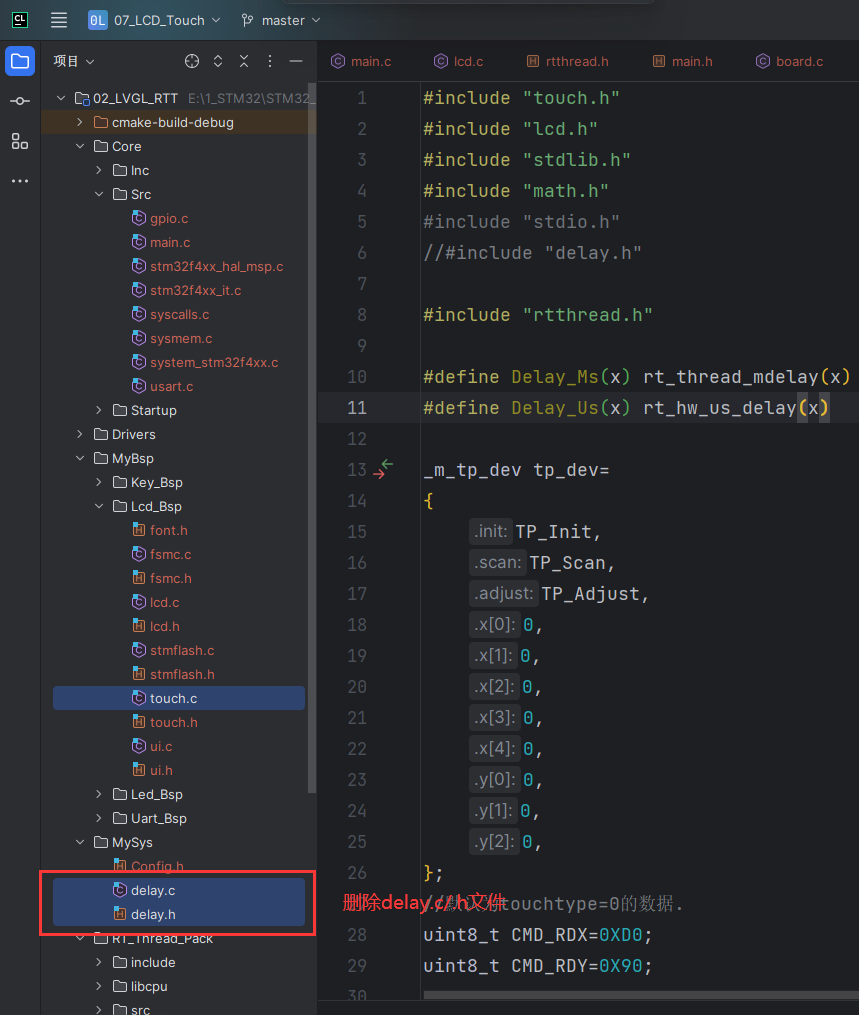 CL 0L 07_LCD_Touch master
项目
main.c lcd.c rtthread.h main.h board.c
02_LVGL_RTT E:\1_STM32\STM32_
cmake-build-debug
Core
Inc
Src
gpio.c
main.c
stm32f4xx_hal_msp.c
stm32f4xx_it.c
syscalls.c
sysmem.c
system_stm32f4xx.c
usart.c
Startup
Drivers
MyBsp
Key_Bsp
Lcd_Bsp
font.h
fsmc.c
fsmc.h
lcd.c
lcd.h
stmflash.c
stmflash.h
touch.c
touch.h
ui.c
ui.h
Led_Bsp
Uart_Bsp
MySys
Config.h
delay.c
delay.h
RT_Thread_Pack
include
libcpu
src
1 #include "touch.h"
2 #include "lcd.h"
3 #include "stdlib.h"
4 #include "math.h"
5 #include "stdio.h"
6 //#include "delay.h"
7
8 #include "rtthread.h"
9
10 #define Delay_Ms(x) rt_thread_mdelay(x)
11 #define Delay_Us(x) rt_hw_us_delay(x)
12
13 _m_tp_dev tp_dev=
14 {
15 .init: TP_Init,
16 .scan: TP_Scan,
17 .adjust: TP_Adjust,
18 .x[0]: 0,
19 .x[1]: 0,
20 .x[2]: 0,
21 .x[3]: 0,
22 .x[4]: 0,
23 .y[0]: 0,
24 .y[1]: 0,
25 .y[2]: 0,
26 };
删除delay.c/.h文件
touchtype=0的数据.
28 uint8_t CMD_RDX=0XD0;
29 uint8_t CMD_RDY=0X90;
30